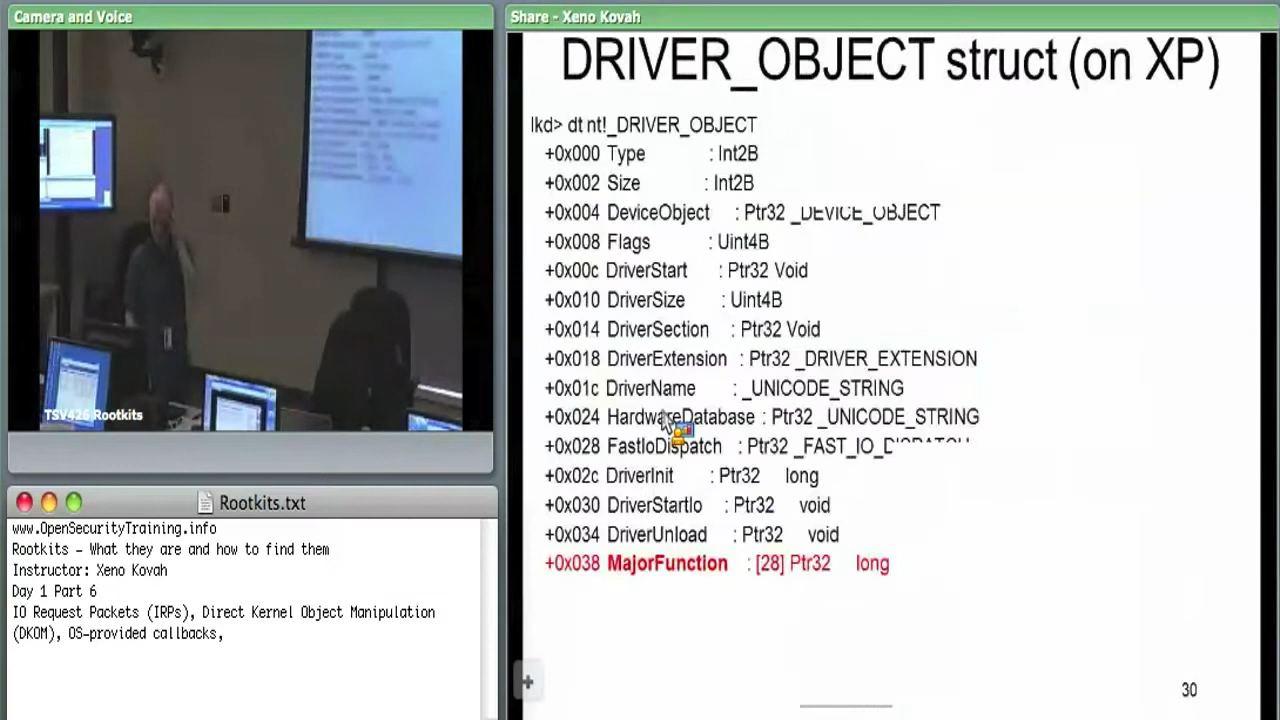 Camera and Voice
TSV426 Rootkits
Rootkits.txt
www.OpenSecurityTraining.info
Rootkits - What they are and how to find them
Instructor: Xeno Kovah
Day 1 Part 6
IO Request Packets (IRPs), Direct Kernel Object Manipulation
(DKOM), OS-provided callbacks,
Share - Xeno Kovah
DRIVER_OBJECT struct (on XP)
lkd> dt nt!_DRIVER_OBJECT
+0x000 Type : Int2B
+0x002 Size : Int2B
+0x004 DeviceObject : Ptr32 _DEVICE_OBJECT
+0x008 Flags : Uint4B
+0x00c DriverStart : Ptr32 Void
+0x010 DriverSize : Uint4B
+0x014 DriverSection : Ptr32 Void
+0x018 DriverExtension : Ptr32 _DRIVER_EXTENSION
+0x01c DriverName : _UNICODE_STRING
+0x024 HardwareDatabase : Ptr32 _UNICODE_STRING
+0x028 FastIoDispatch : Ptr32 _FAST_IO_DISPATCH
+0x02c DriverInit : Ptr32 long
+0x030 DriverStartIo : Ptr32 void
+0x034 DriverUnload : Ptr32 void
+0x038 MajorFunction : [28] Ptr32 long
30